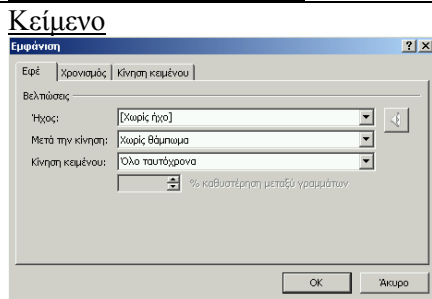 Κείμενο
Εμφάνιση
Εφέ Χρονισμός Κίνηση κειμένου
Βελτιώσεις
Ήχος: [Χωρίς ήχο]
Μετά την κίνηση: Χωρίς θάμπωμα
Κίνηση κειμένου: Όλο ταυτόχρονα
% καθυστέρηση μεταξύ γραμμάτων
OK Άκυρο